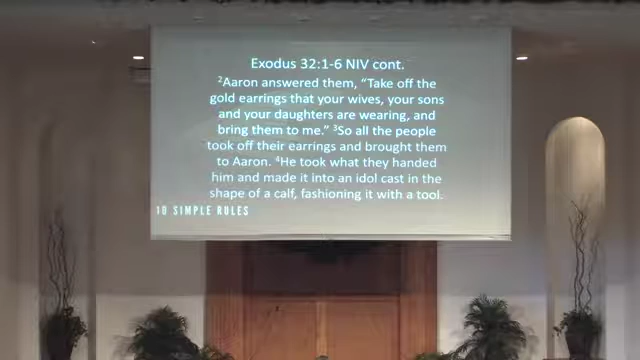 Exodus 32:1-6 NIV cont.
²Aaron answered them, “Take off the
gold earrings that your wives, your sons
and your daughters are wearing, and
bring them to me.” ³So all the people
took off their earrings and brought them
to Aaron. ⁴He took what they handed
him and made it into an idol cast in the
shape of a calf, fashioning it with a tool.
10 SIMPLE RULES